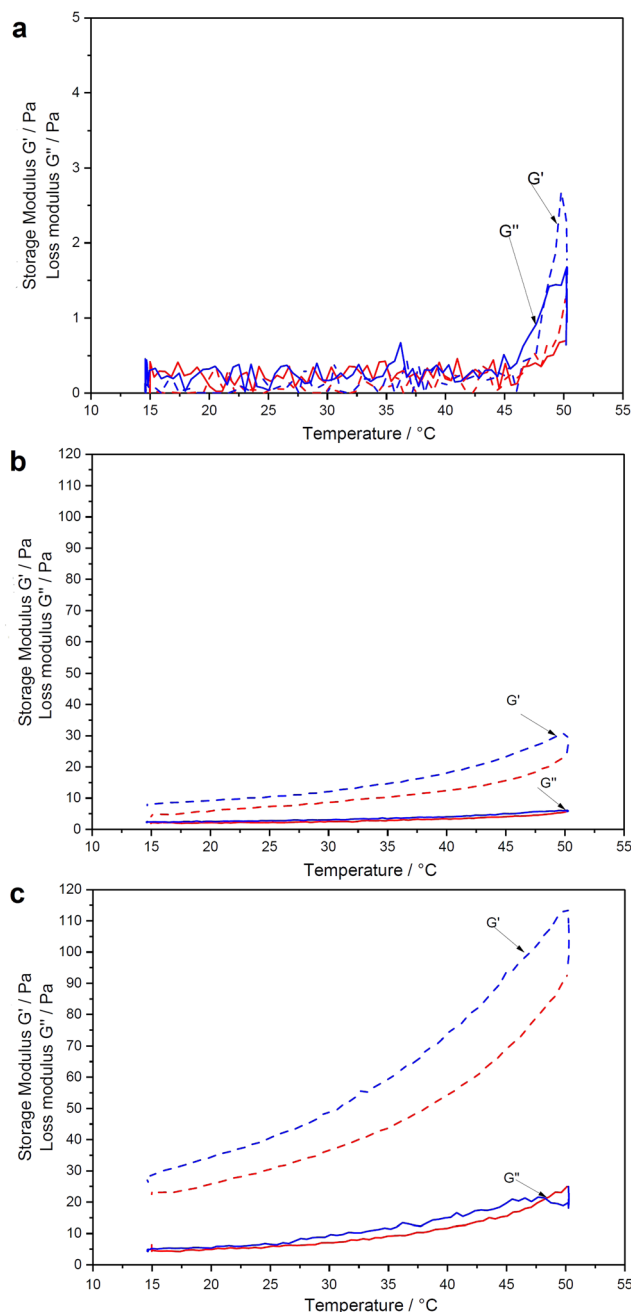 a
5
4
3
2
1
0
Storage Modulus G' / Pa
Loss modulus G'' / Pa
G'
G''
10 15 20 25 30 35 40 45 50 55
Temperature / °C
b
120
110
100
90
80
70
60
50
40
30
20
10
0
Storage Modulus G' / Pa
Loss modulus G'' / Pa
G'
G''
10 15 20 25 30 35 40 45 50 55
Temperature / °C
c
120
110
100
90
80
70
60
50
40
30
20
10
0
Storage Modulus G' / Pa
Loss modulus G'' / Pa
G'
G''
10 15 20 25 30 35 40 45 50 55
Temperature / °C